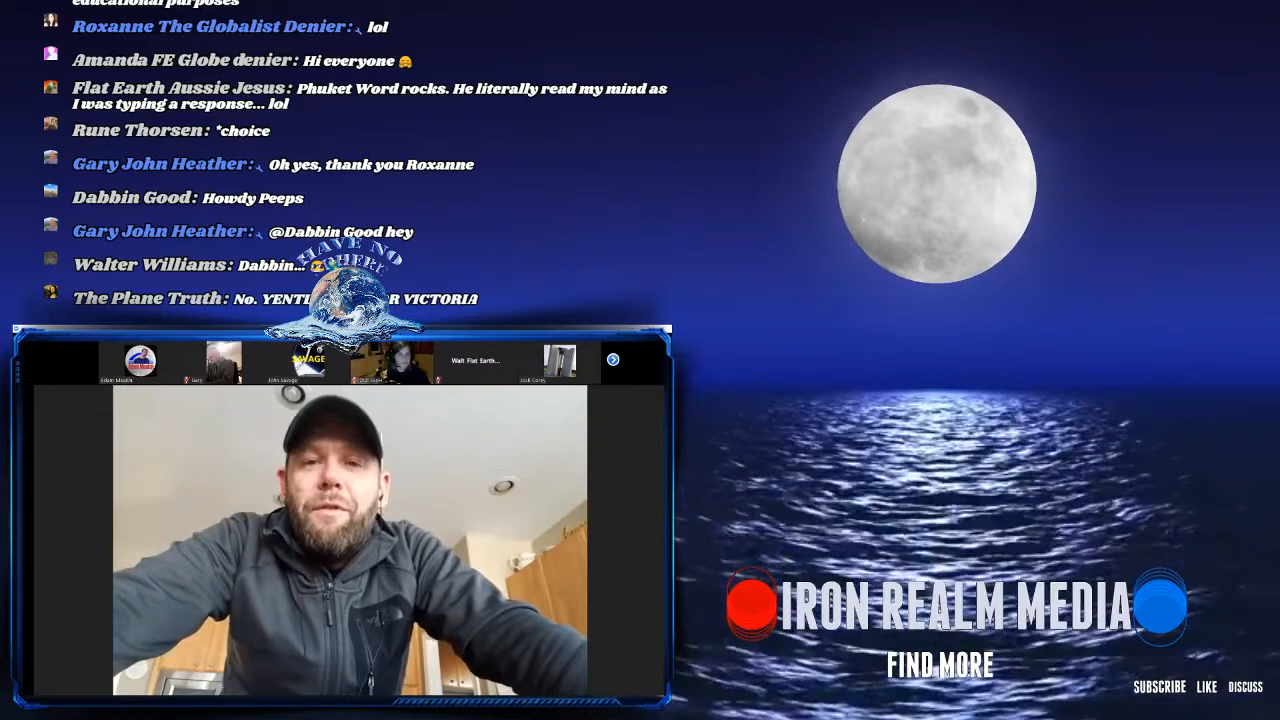 educational purposes
Roxanne The Globalist Denier: lol
Amanda FE Globe denier: Hi everyone 🤗
Flat Earth Aussie Jesus: Phuket Word rocks. He literally read my mind as
I was typing a response... lol
Rune Thorsen: *choice
Gary John Heather: Oh yes, thank you Roxanne
Dabbin Good: Howdy Peeps
Gary John Heather: @Dabbin Good hey
HAVE NO
Walter Williams: Dabbin...
The Plane Truth: No. YENTL R VICTORIA
SAVAGE
Walt Flat Earth...
Adam Meakin
Gary
John Savage
Josh Corey
IRON REALM MEDIA
FIND MORE
SUBSCRIBE LIKE DISCUSS